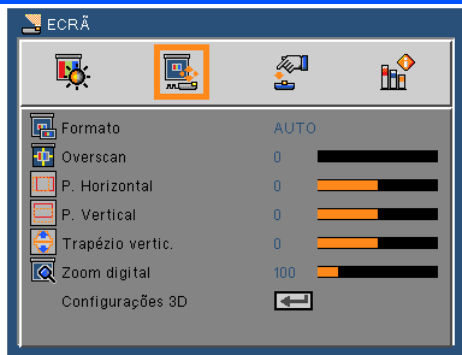 ECRÃ
Formato AUTO
Overscan 0
P. Horizontal 0
P. Vertical 0
Trapézio vertic. 0
Zoom digital 100
Configurações 3D